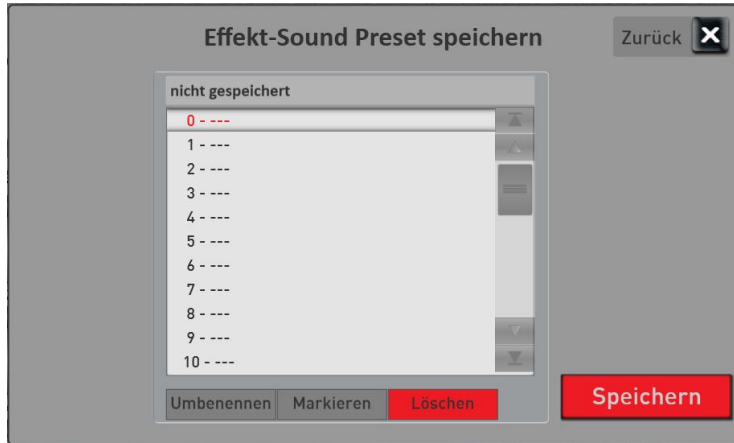 Effekt-Sound Preset speichern
Zurück
nicht gespeichert
0 - ---
1 - ---
2 - ---
3 - ---
4 - ---
5 - ---
6 - ---
7 - ---
8 - ---
9 - ---
10 - ---
Umbenennen Markieren Löschen
Speichern